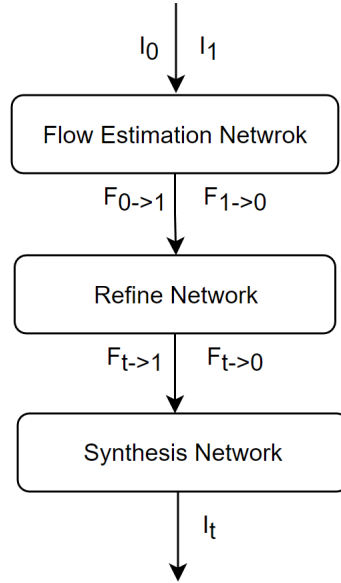 I0 I1
Flow Estimation Netwrok
F0->1 F1->0
Refine Network
Ft->1 Ft->0
Synthesis Network
It